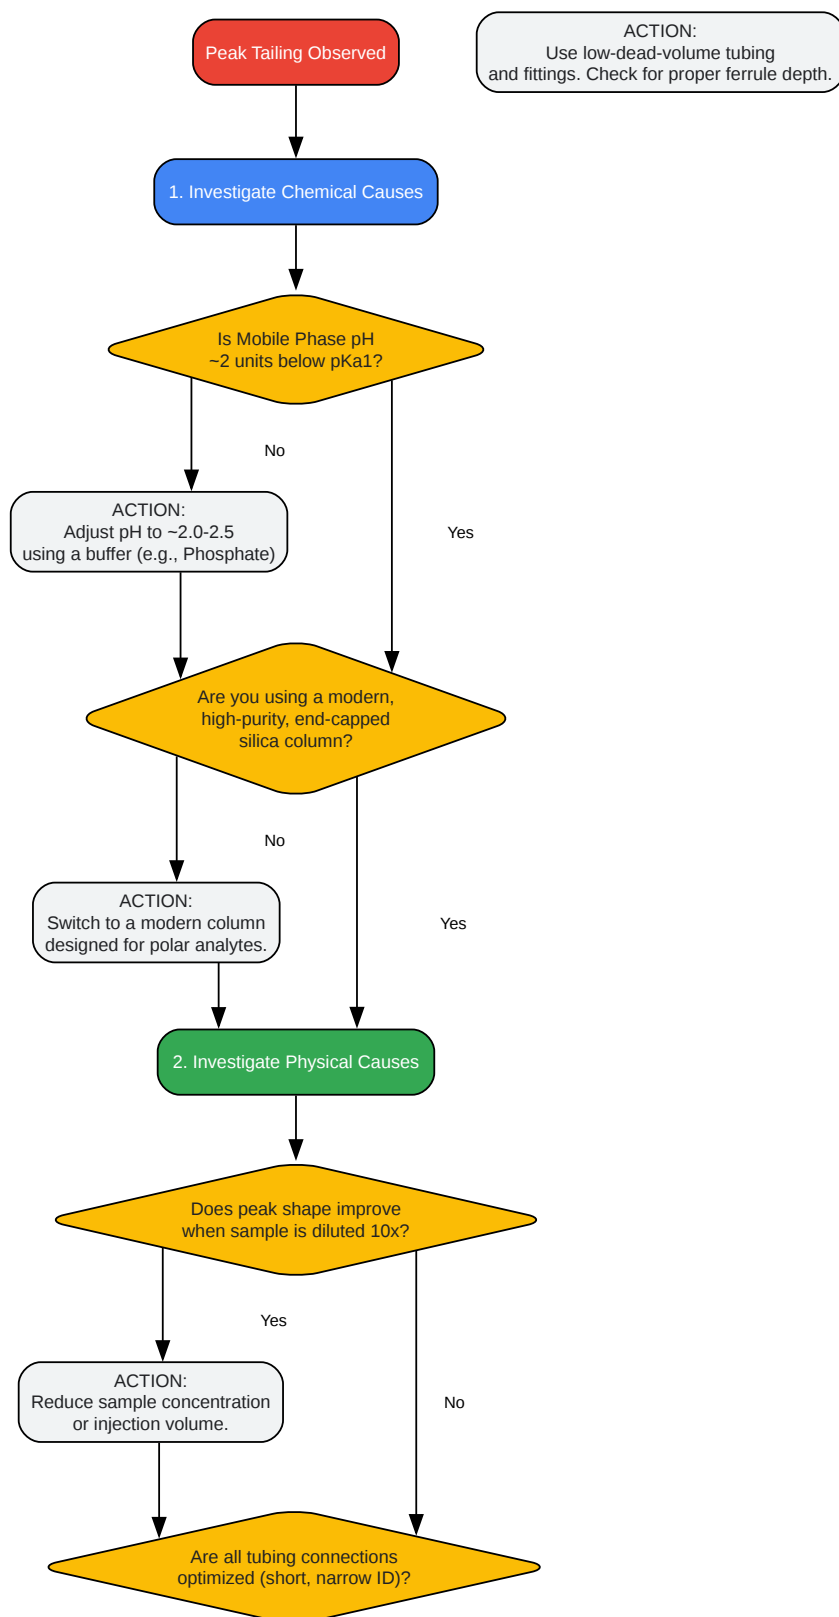 Peak Tailing Observed
ACTION:
Use low-dead-volume tubing
and fittings. Check for proper ferrule depth.
1. Investigate Chemical Causes
Is Mobile Phase pH
~2 units below pKa1?
No
Yes
ACTION:
Adjust pH to ~2.0-2.5
using a buffer (e.g., Phosphate)
Are you using a modern,
high-purity, end-capped
silica column?
No
Yes
ACTION:
Switch to a modern column
designed for polar analytes.
2. Investigate Physical Causes
Does peak shape improve
when sample is diluted 10x?
Yes
No
ACTION:
Reduce sample concentration
or injection volume.
Are all tubing connections
optimized (short, narrow ID)?